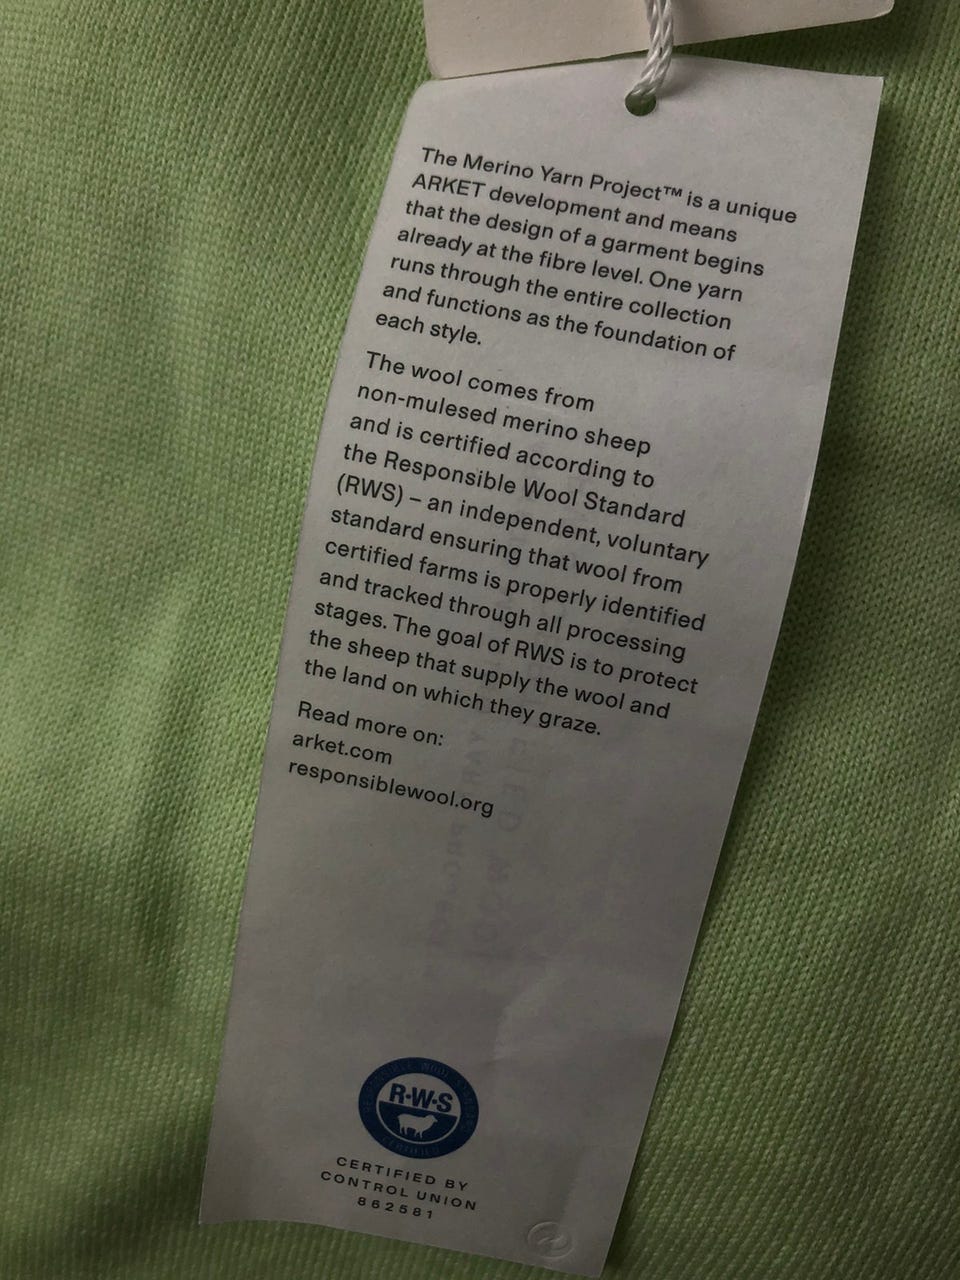 The Merino Yarn Project™ is a unique
ARKET development and means
that the design of a garment begins
already at the fibre level. One yarn
runs through the entire collection
and functions as the foundation of
each style.
The wool comes from
non-mulesed merino sheep
and is certified according to
the Responsible Wool Standard
(RWS) – an independent, voluntary
standard ensuring that wool from
certified farms is properly identified
and tracked through all processing
stages. The goal of RWS is to protect
the sheep that supply the wool and
the land on which they graze.
Read more on:
arket.com
responsiblewool.org
RESPONSIBLE WOOL STANDARD
R·W·S
CERTIFIED
CERTIFIED BY
CONTROL UNION
862581